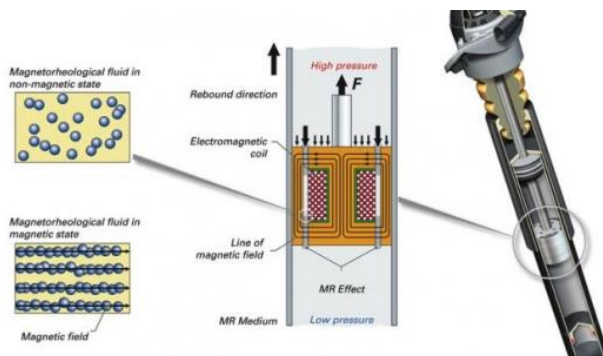 Magnetorheological fluid in
non-magnetic state
Magnetorheological fluid in
magnetic state
Magnetic field
High pressure
F
Rebound direction
Electromagnetic
coil
Line of
magnetic field
MR Effect
MR Medium
Low pressure